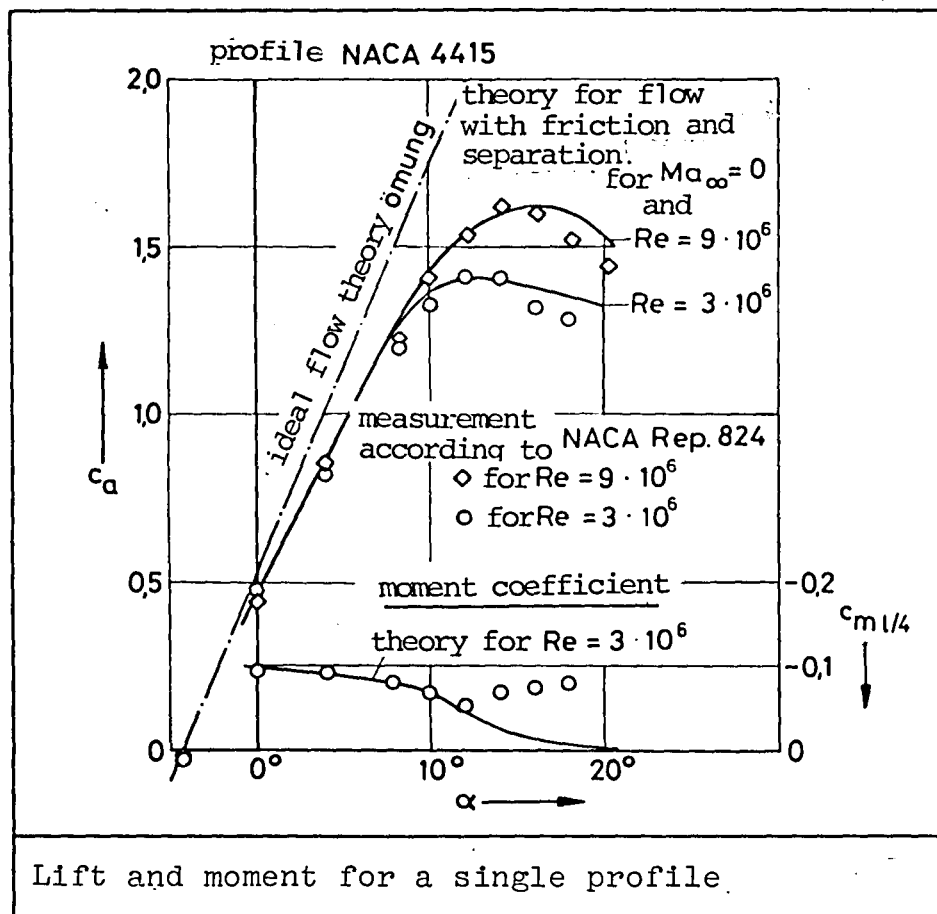 profile NACA 4415
2,0
theory for flow
with friction and
separation.
for Ma∞ = 0
and
ideal flow theory ömung
1,5
Re = 9 · 10⁶
Re = 3 · 10⁶
1,0
measurement
according to NACA Rep. 824
◇ for Re = 9 · 10⁶
○ for Re = 3 · 10⁶
ca
0,5
moment coefficient
-0,2
cm l/4
theory for Re = 3 · 10⁶
-0,1
0
0
0° 10° 20°
α
Lift and moment for a single profile